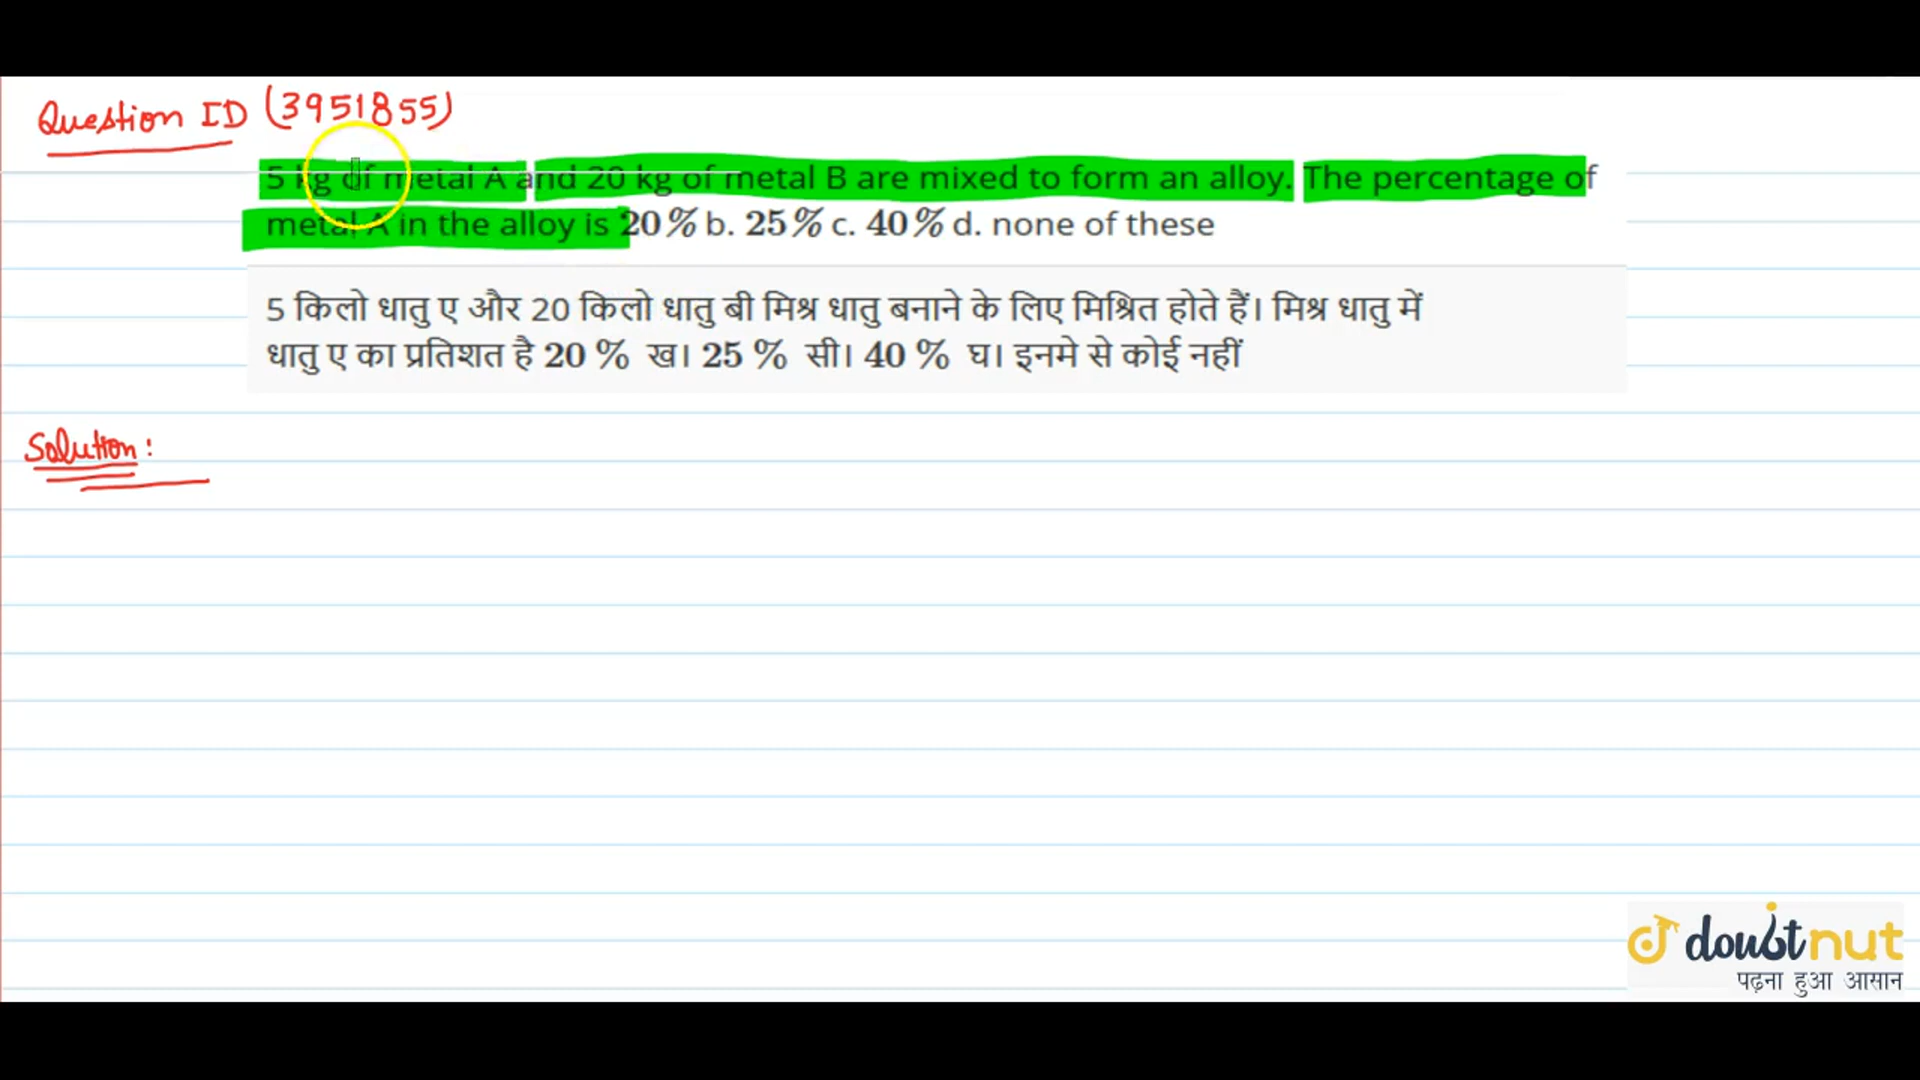 Question ID (3951855)
5 kg of metal A and 20 kg of metal B are mixed to form an alloy. The percentage of
metal A in the alloy is 20% b. 25% c. 40% d. none of these
5 किलो धातु ए और 20 किलो धातु बी मिश्र धातु बनाने के लिए मिश्रित होते हैं। मिश्र धातु में
धातु ए का प्रतिशत है 20 % ख। 25 % सी। 40 % घ। इनमे से कोई नहीं
Solution:
doubtnut
पढ़ना हुआ आसान